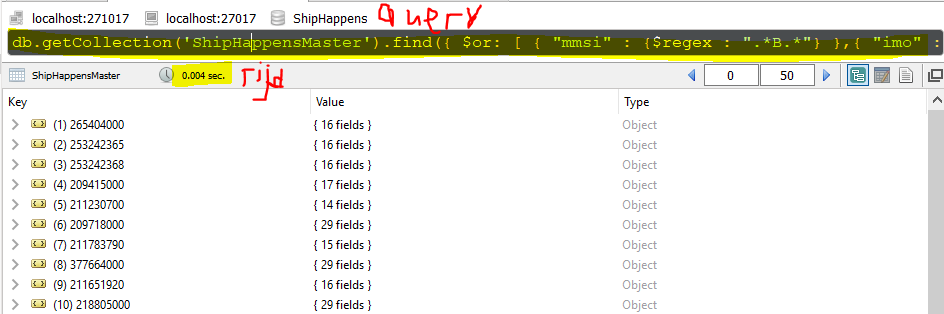 localhost:271017 localhost:27017 ShipHappens query
db.getCollection('ShipHappensMaster').find({ $or: [ { "mmsi" : {$regex : ".*B.*"} },{ "imo" :
ShipHappensMaster 0.004 sec. tijd 0 50
Key Value Type
(1) 265404000 { 16 fields } Object
(2) 253242365 { 16 fields } Object
(3) 253242368 { 16 fields } Object
(4) 209415000 { 17 fields } Object
(5) 211230700 { 14 fields } Object
(6) 209718000 { 29 fields } Object
(7) 211783790 { 15 fields } Object
(8) 377664000 { 29 fields } Object
(9) 211651920 { 16 fields } Object
(10) 218805000 { 29 fields } Object